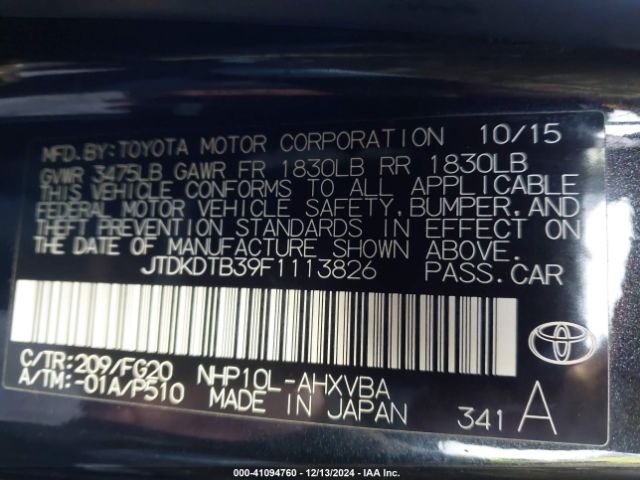 MFD.BY:TOYOTA MOTOR CORPORATION 10/15
GVWR 3475LB GAWR FR 1830LB RR 1830LB
THIS VEHICLE CONFORMS TO ALL APPLICABLE
FEDERAL MOTOR VEHICLE SAFETY,BUMPER,AND
THEFT PREVENTION STANDARDS IN EFFECT ON
THE DATE OF MANUFACTURE SHOWN ABOVE.
JTDKDTB39F1113826 PASS.CAR
C/TR:209/FG20 NHP10L-AHXVBA
A/TM:-01A/P510 MADE IN JAPAN 341 A
000-41094760 - 12/13/2024 - IAA Inc.